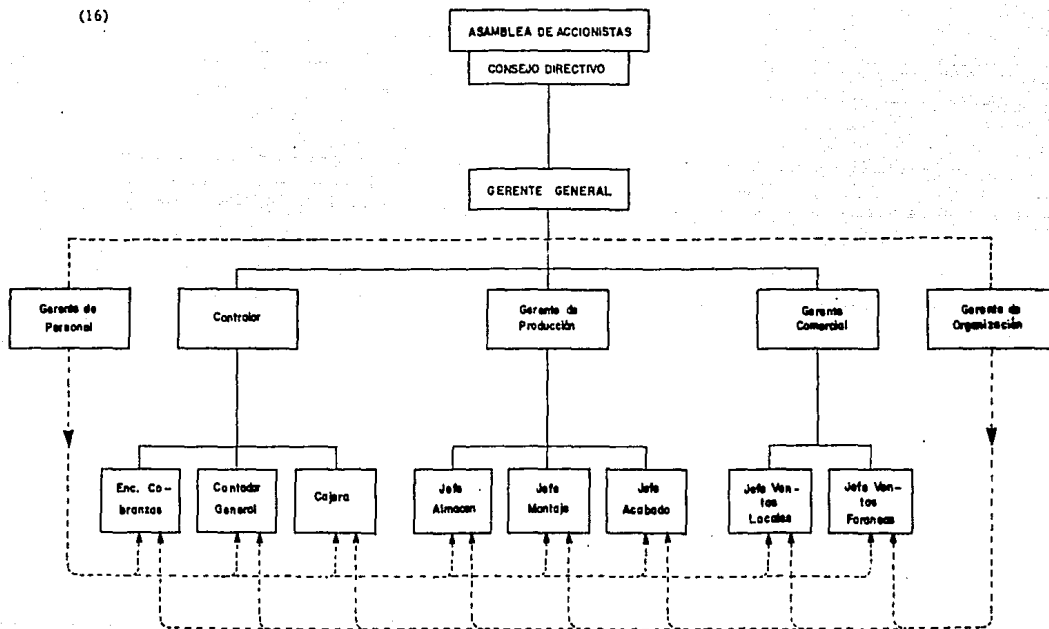 (16)
ASAMBLEA DE ACCIONISTAS
CONSEJO DIRECTIVO
GERENTE GENERAL
Gerente de
Personal
Contralor
Gerente de
Producción
Gerente
Comercial
Gerente de
Organización
Enc. Co-
branzas
Contador
General
Cajera
Jefe
Almacen
Jefe
Montaje
Jefe
Acabado
Jefe Ven-
tas
Locales
Jefe Ven-
tas
Foraneas